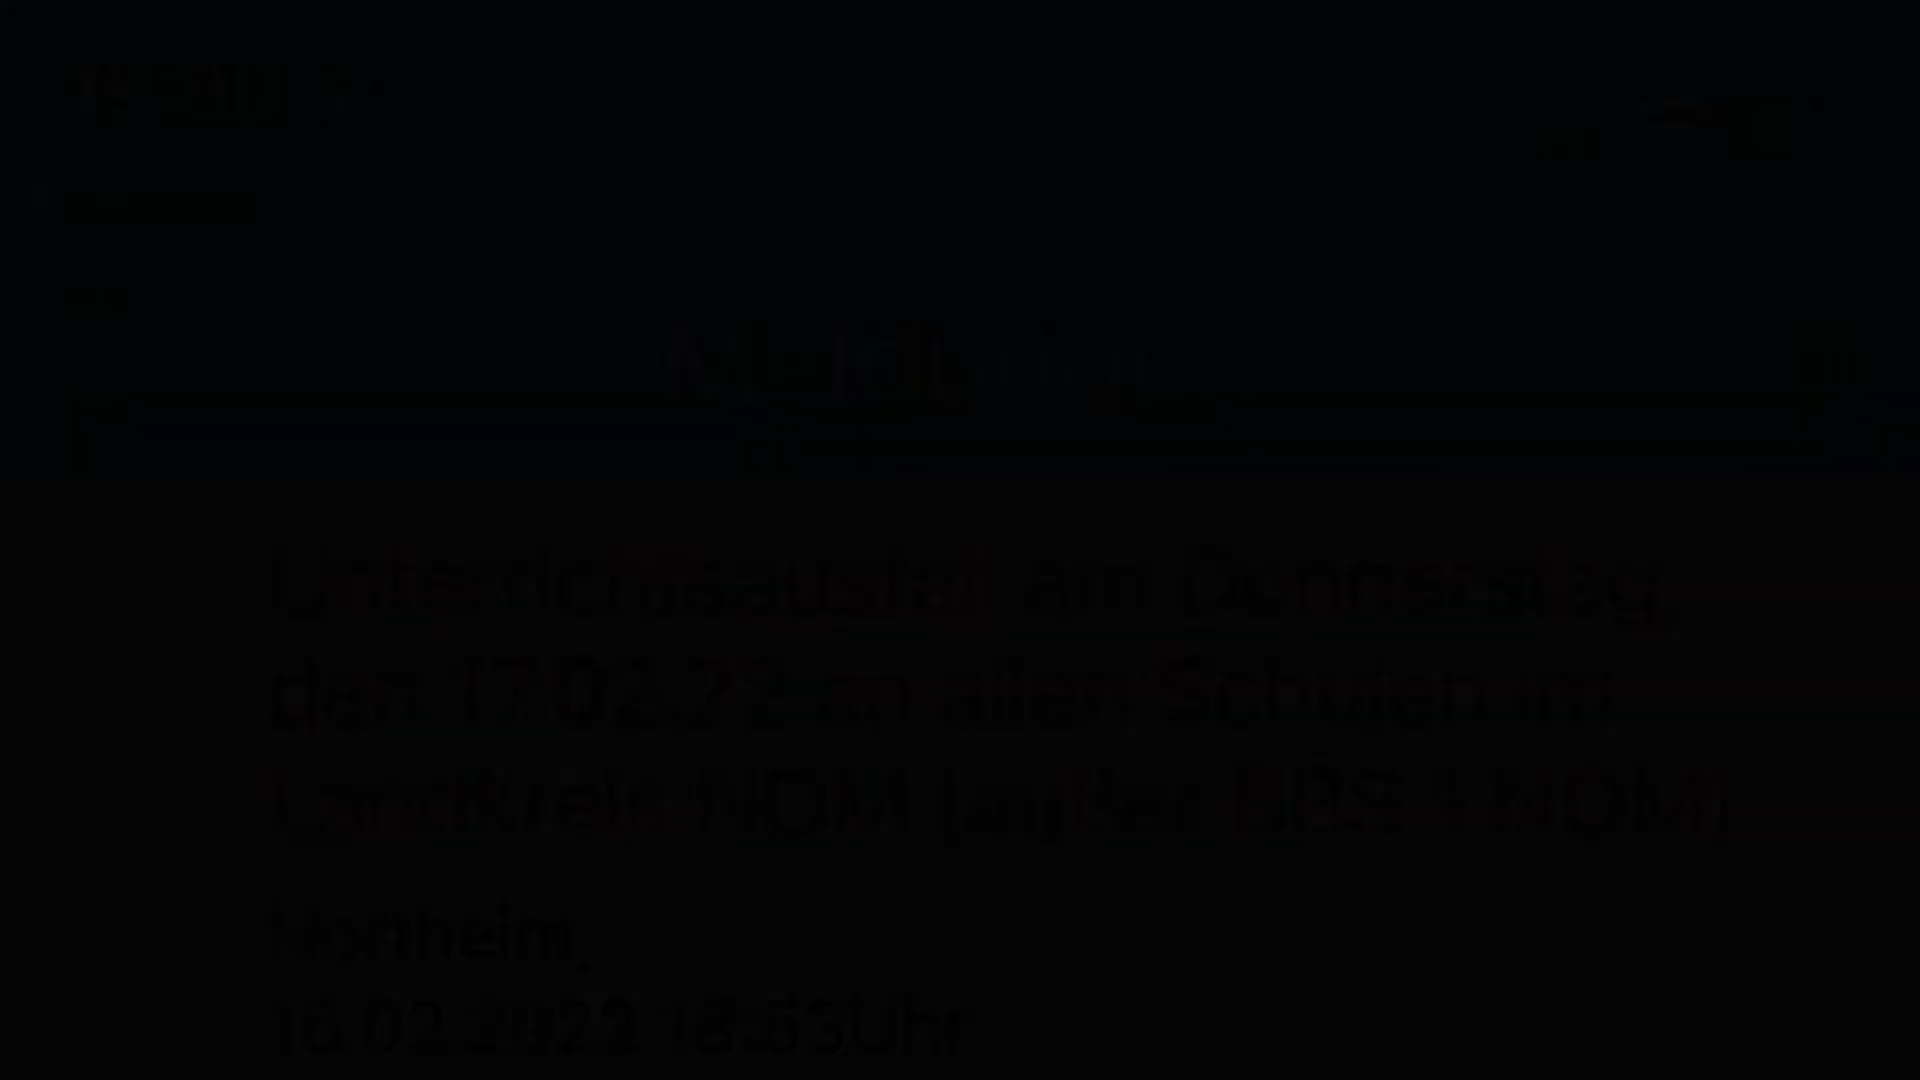 Meldungen
Unterrichtsausfall am Donnerstag,
den 17.02.22 in allen Schulen im
Landkreis NOM (außer BBS 1 NOM)
Northeim,
16.02.2022 18:53Uhr